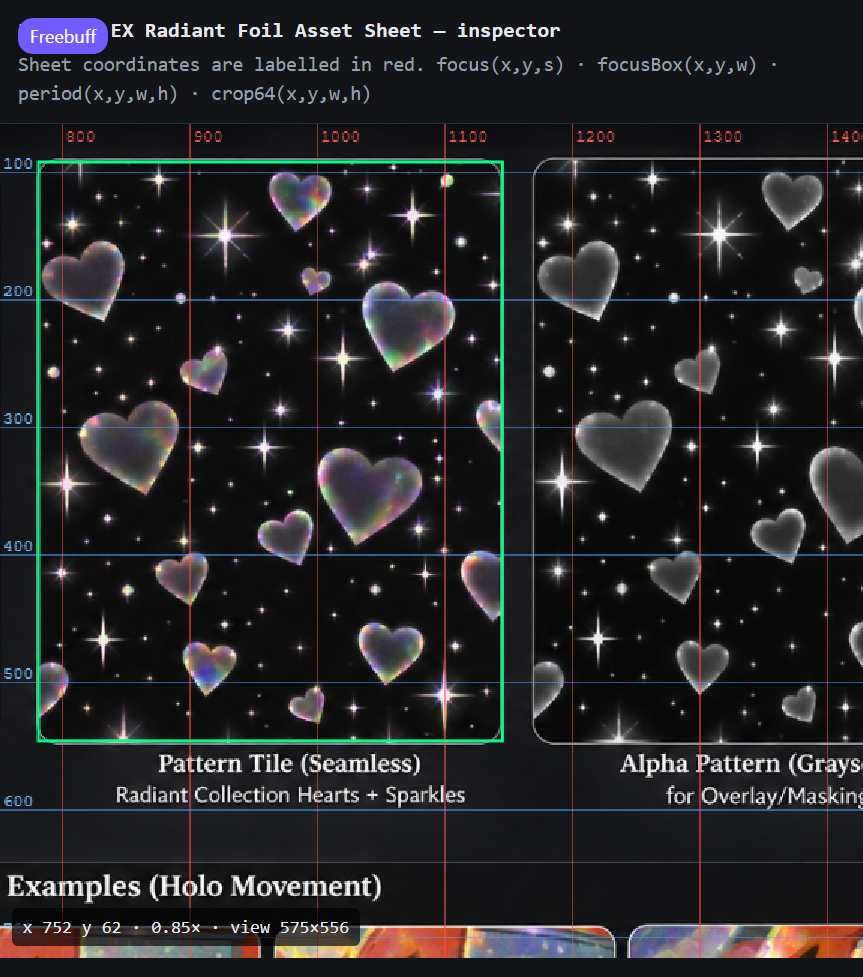 Freebuff
EX Radiant Foil Asset Sheet — inspector
Sheet coordinates are labelled in red. focus(x,y,s) · focusBox(x,y,w) ·
period(x,y,w,h) · crop64(x,y,w,h)
800 900 1000 1100 1200 1300 1400
100
200
300
400
500
600
Pattern Tile (Seamless)
Radiant Collection Hearts + Sparkles
Alpha Pattern (Grays
for Overlay/Masking
Examples (Holo Movement)
x 752 y 62 · 0.85× · view 575×556